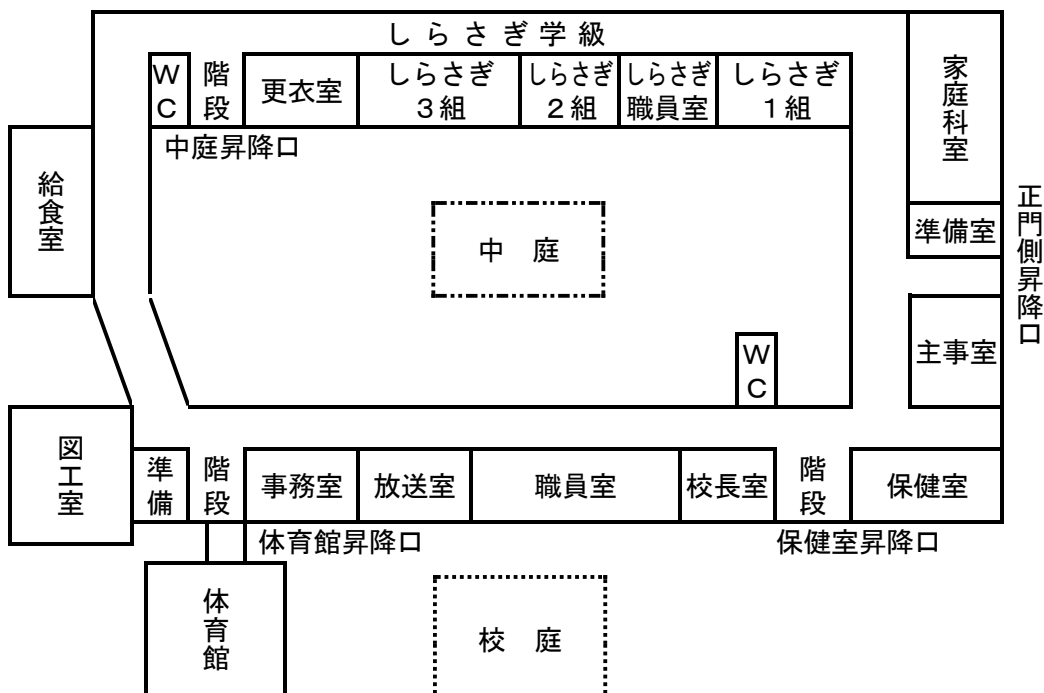 しらさぎ学級
WC
階段
更衣室
しらさぎ
3組
しらさぎ
2組
しらさぎ
職員室
しらさぎ
1組
家庭科室
中庭昇降口
給食室
中 庭
準備室
正門側昇降口
主事室
WC
図工室
準備
階段
事務室
放送室
職員室
校長室
階段
保健室
体育館昇降口
保健室昇降口
体育館
校 庭